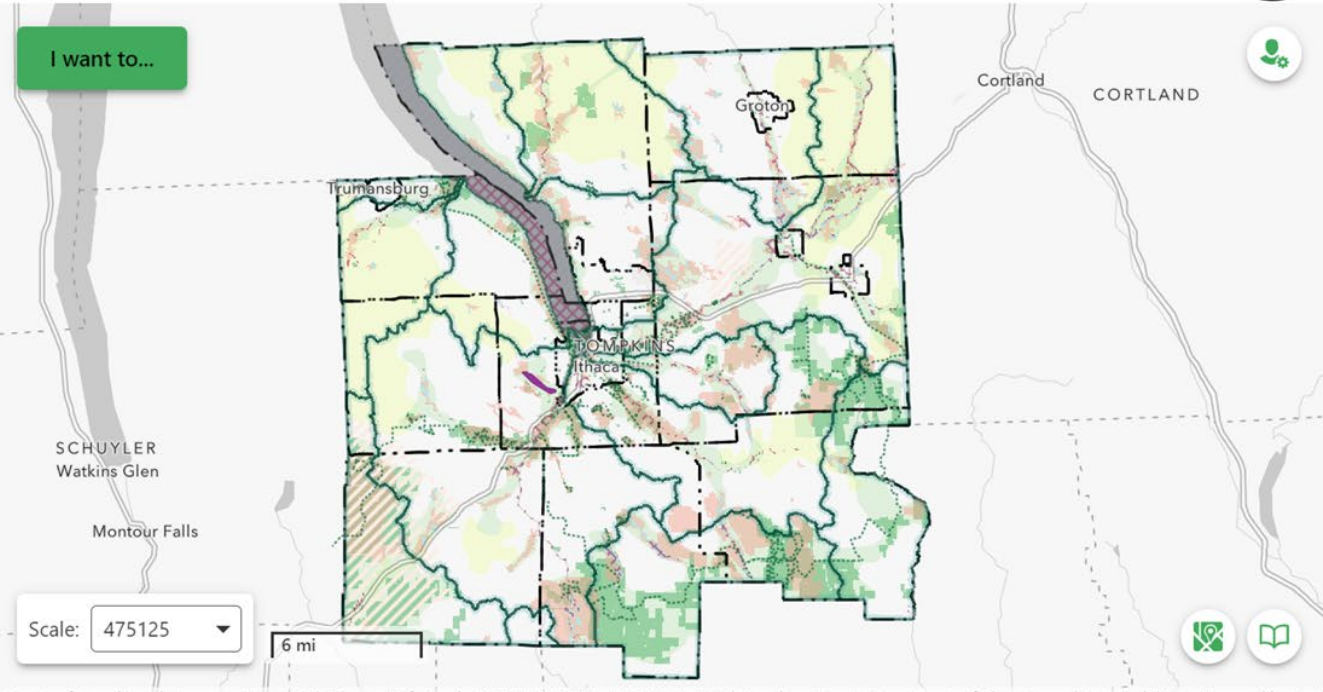 I want to...
Cortland
CORTLAND
Groton
Trumansburg
TOMPKINS
Ithaca
SCHUYLER
Watkins Glen
Montour Falls
Scale:
475125
6 mi